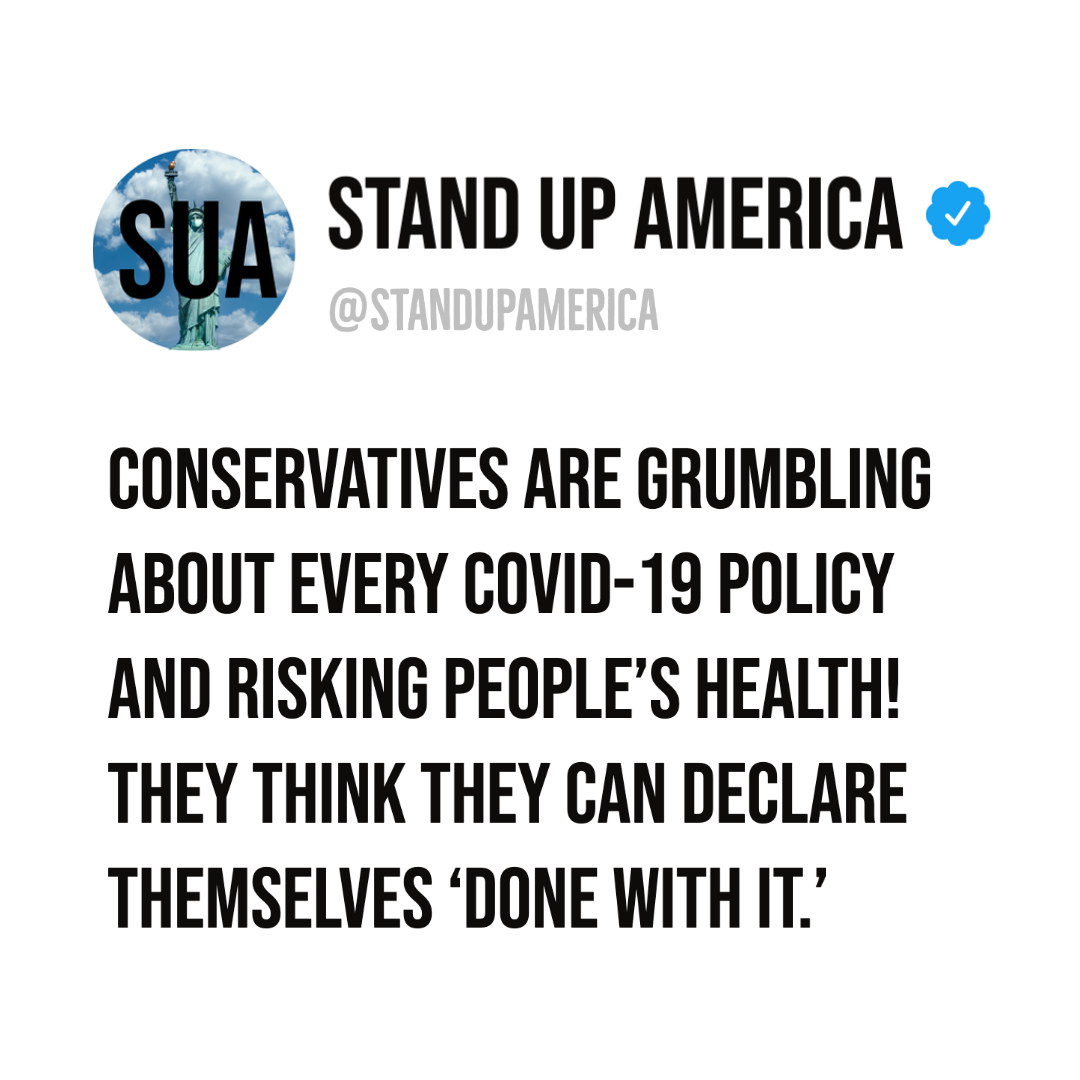 SUA
STAND UP AMERICA
@STANDUPAMERICA
CONSERVATIVES ARE GRUMBLING
ABOUT EVERY COVID-19 POLICY
AND RISKING PEOPLE’S HEALTH!
THEY THINK THEY CAN DECLARE
THEMSELVES ‘DONE WITH IT.’